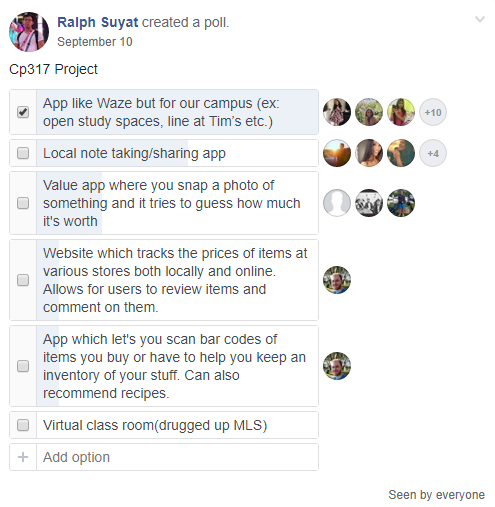 Ralph Suyat created a poll.
September 10
Cp317 Project
App like Waze but for our campus (ex:
open study spaces, line at Tim's etc.)
+10
Local note taking/sharing app
+4
Value app where you snap a photo of
something and it tries to guess how much
it's worth
Website which tracks the prices of items at
various stores both locally and online.
Allows for users to review items and
comment on them.
App which let's you scan bar codes of
items you buy or have to help you keep an
inventory of your stuff. Can also
recommend recipes.
Virtual class room(drugged up MLS)
+ Add option
Seen by everyone